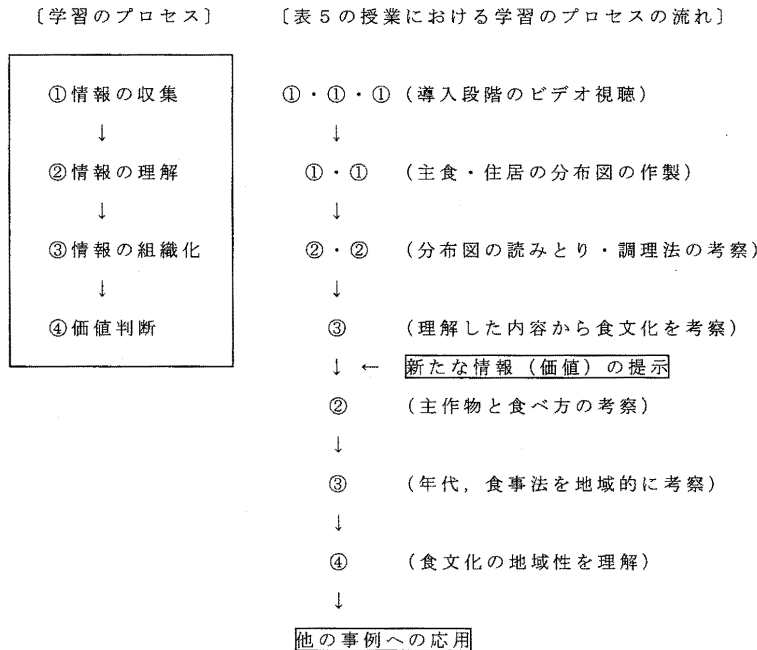 〔学習のプロセス〕 〔表5の授業における学習のプロセスの流れ〕
①情報の収集 ①・①・①(導入段階のビデオ視聴)
↓ ↓
②情報の理解 ①・① (主食・住居の分布図の作製)
↓ ↓
③情報の組織化 ②・② (分布図の読みとり・調理法の考察)
↓ ↓
④価値判断 ③ (理解した内容から食文化を考察)
↓ ← 新たな情報(価値)の提示
② (主作物と食べ方の考察)
↓
③ (年代,食事法を地域的に考察)
↓
④ (食文化の地域性を理解)
↓
他の事例への応用